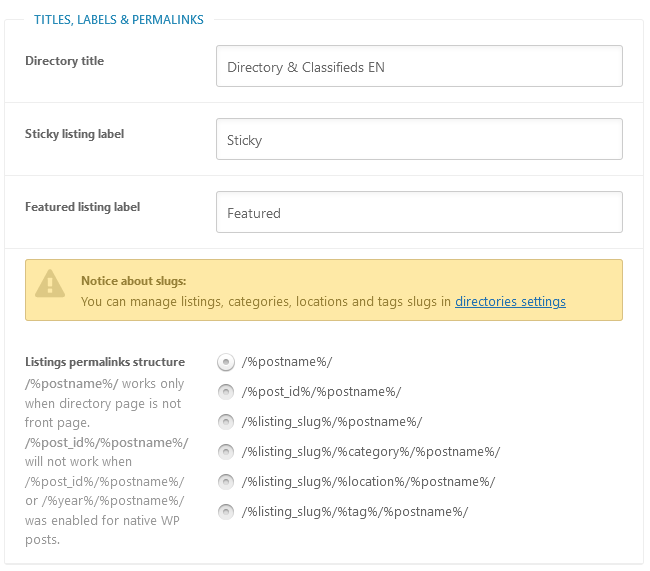 TITLES, LABELS & PERMALINKS
Directory title
Directory & Classifieds EN
Sticky listing label
Sticky
Featured listing label
Featured
Notice about slugs:
You can manage listings, categories, locations and tags slugs in directories settings
Listings permalinks structure
/%postname%/ works only
when directory page is not
front page.
/%post_id%/%postname%/
will not work when
/%post_id%/%postname%/
or /%year%/%postname%/
was enabled for native WP
posts.
/%postname%/
/%post_id%/%postname%/
/%listing_slug%/%postname%/
/%listing_slug%/%category%/%postname%/
/%listing_slug%/%location%/%postname%/
/%listing_slug%/%tag%/%postname%/